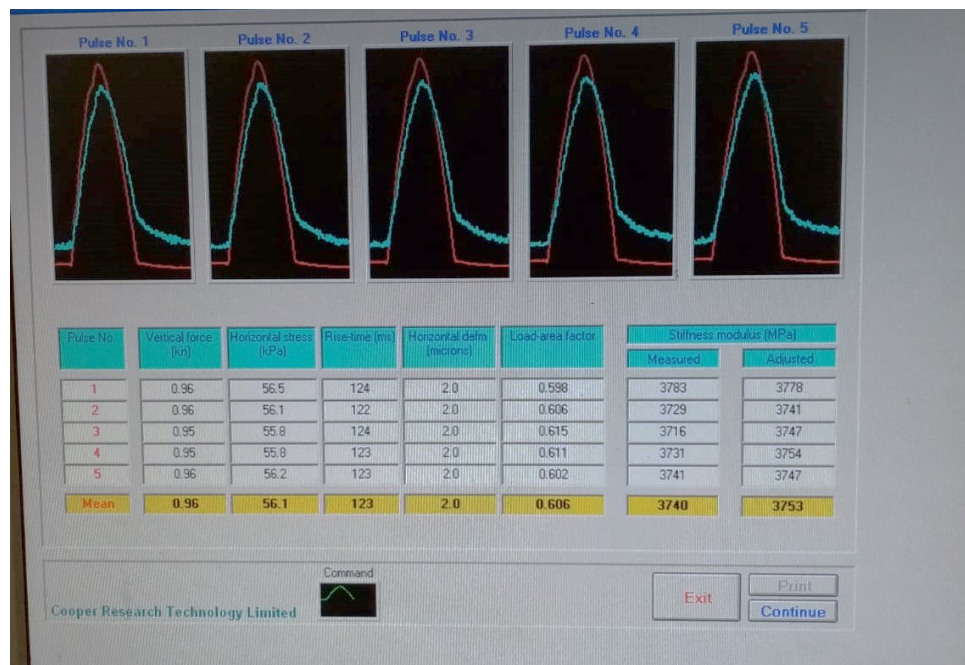 Pulse No. 1 Pulse No. 2 Pulse No. 3 Pulse No. 4 Pulse No. 5
Pulse No Vertical force (kn) Horizontal stress (kPa) Rise-time (ms) Horizontal defm (microns) Load-area factor Stiffness modulus (MPa)
Measured Adjusted
1 0.96 56.5 124 2.0 0.598 3783 3778
2 0.96 56.1 122 2.0 0.606 3729 3741
3 0.95 55.8 124 2.0 0.615 3716 3747
4 0.95 55.8 123 2.0 0.611 3731 3754
5 0.96 56.2 123 2.0 0.602 3741 3747
Mean 0.96 56.1 123 2.0 0.606 3740 3753
Command
Cooper Research Technology Limited
Exit
Print
Continue